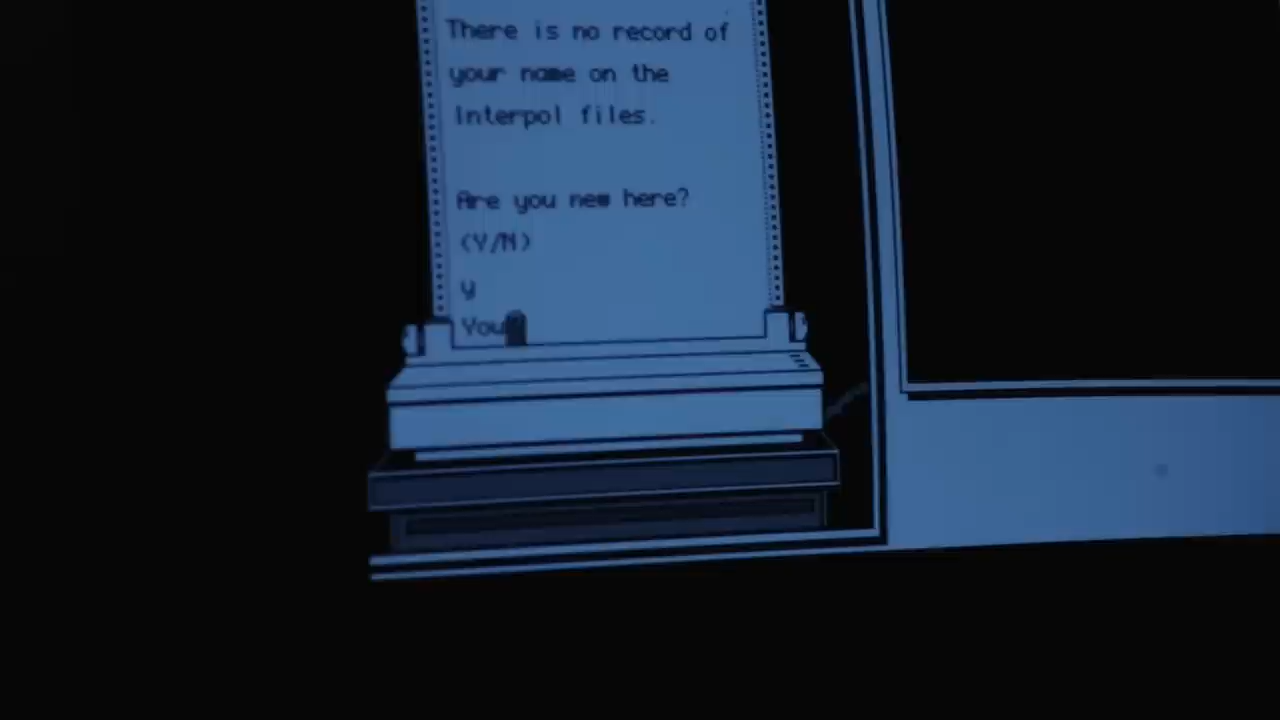 There is no record of
your name on the
Interpol files.
Are you new here?
(Y/N)
y
You